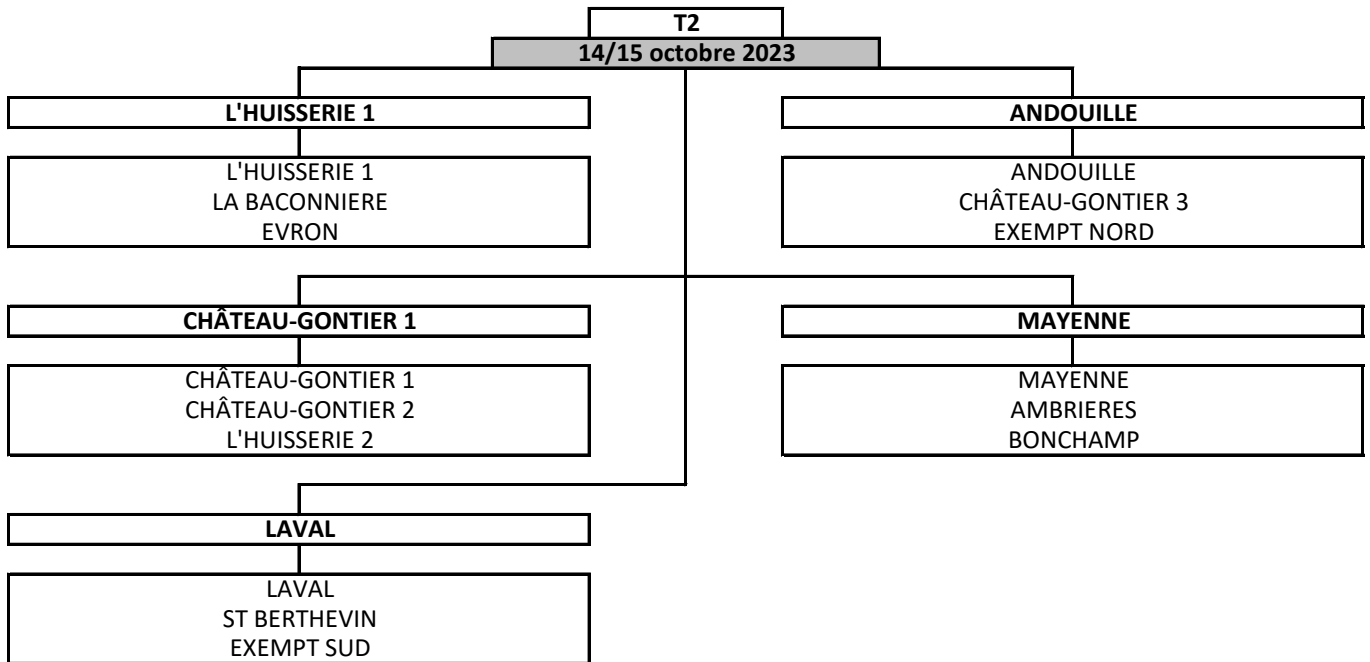 T2
14/15 octobre 2023
L'HUISSERIE 1
L'HUISSERIE 1
LA BACONNIERE
EVRON
ANDOUILLE
ANDOUILLE
CHÂTEAU-GONTIER 3
EXEMPT NORD
CHÂTEAU-GONTIER 1
CHÂTEAU-GONTIER 1
CHÂTEAU-GONTIER 2
L'HUISSERIE 2
MAYENNE
MAYENNE
AMBRIERES
BONCHAMP
LAVAL
LAVAL
ST BERTHEVIN
EXEMPT SUD